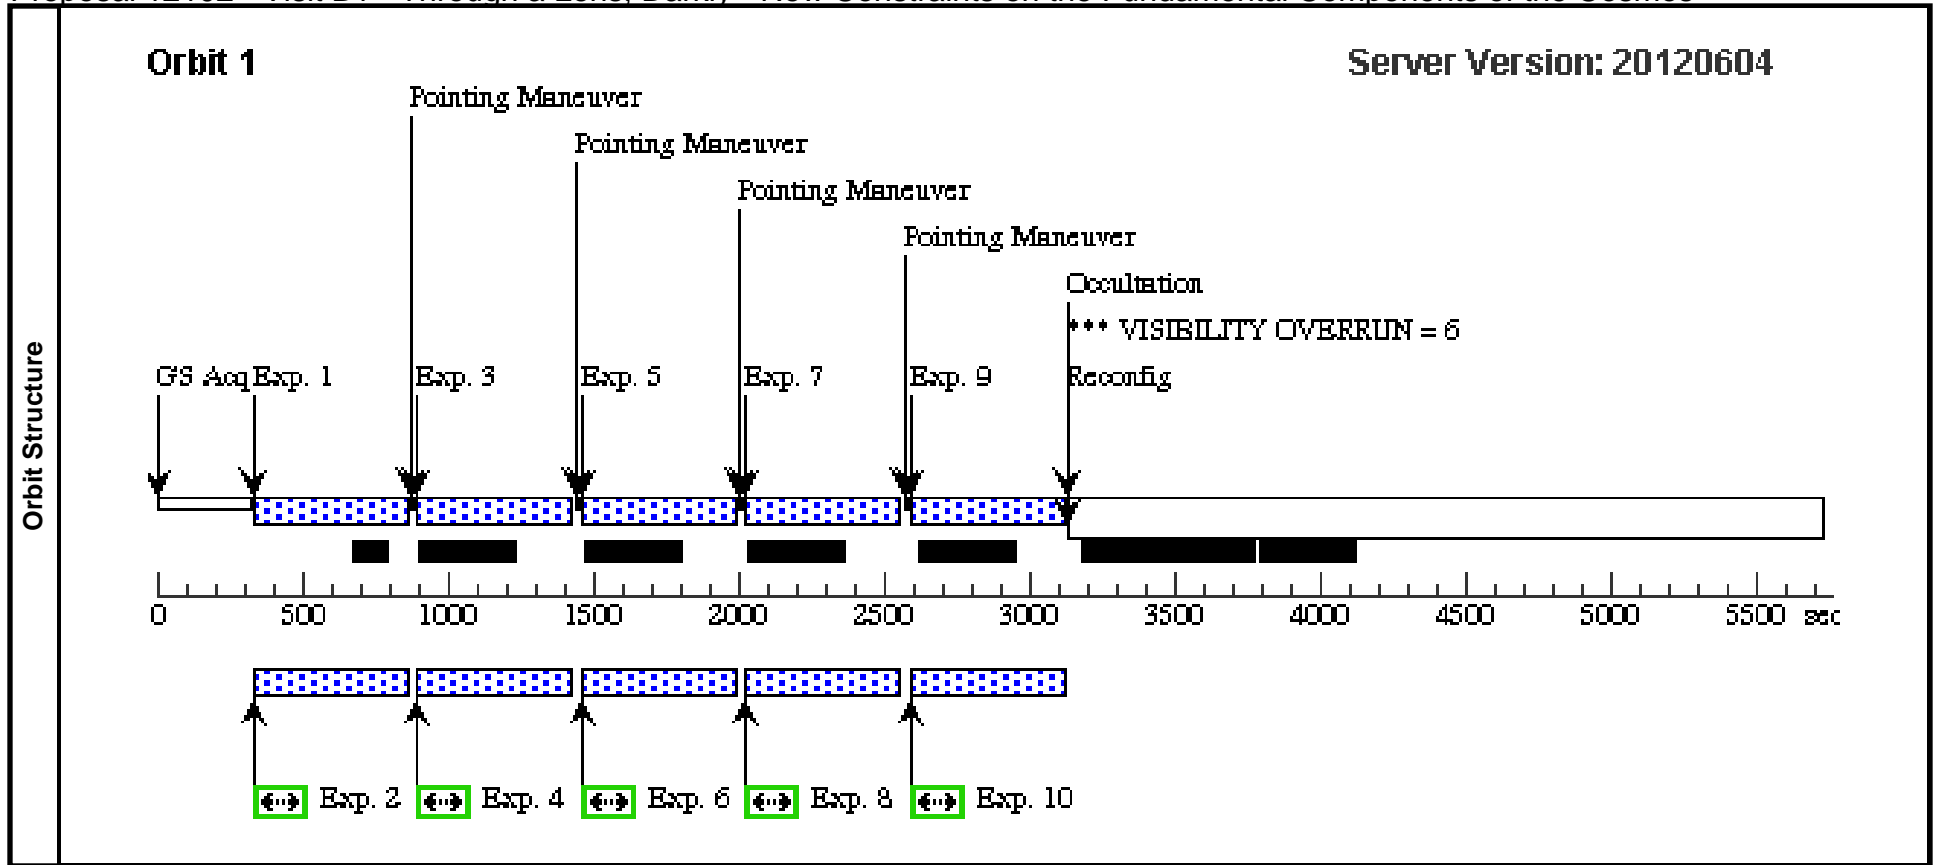 Orbit 1
Server Version: 20120604
Pointing Maneuver
Pointing Maneuver
Pointing Maneuver
Pointing Maneuver
Occultation
*** VISIBILITY OVERRUN = 6
GS Acq Exp. 1 Exp. 3 Exp. 5 Exp. 7 Exp. 9 Reconfig
Orbit Structure
0 500 1000 1500 2000 2500 3000 3500 4000 4500 5000 5500 sec
Exp. 2 Exp. 4 Exp. 6 Exp. 8 Exp. 10